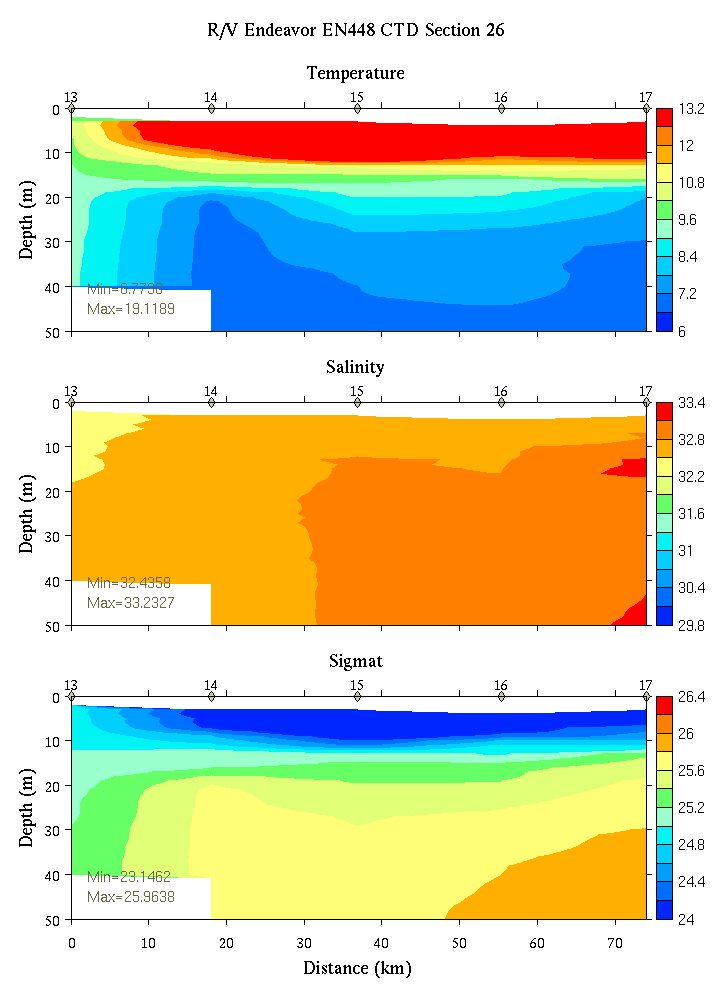 R/V Endeavor EN448 CTD Section 26
Temperature
13 14 15 16 17
0 10 20 30 40 50
Depth (m)
Max=19.1189
13.2 12 10.8 9.6 8.4 7.2 6
Salinity
13 14 15 16 17
0 10 20 30 40 50
Depth (m)
Min=32.4358
Max=33.2327
33.4 32.8 32.2 31.6 31 30.4 29.8
Sigmat
13 14 15 16 17
0 10 20 30 40 50
Depth (m)
Min=23.1462
Max=25.9638
26.4 26 25.6 25.2 24.8 24.4 24
0 10 20 30 40 50 60 70
Distance (km)